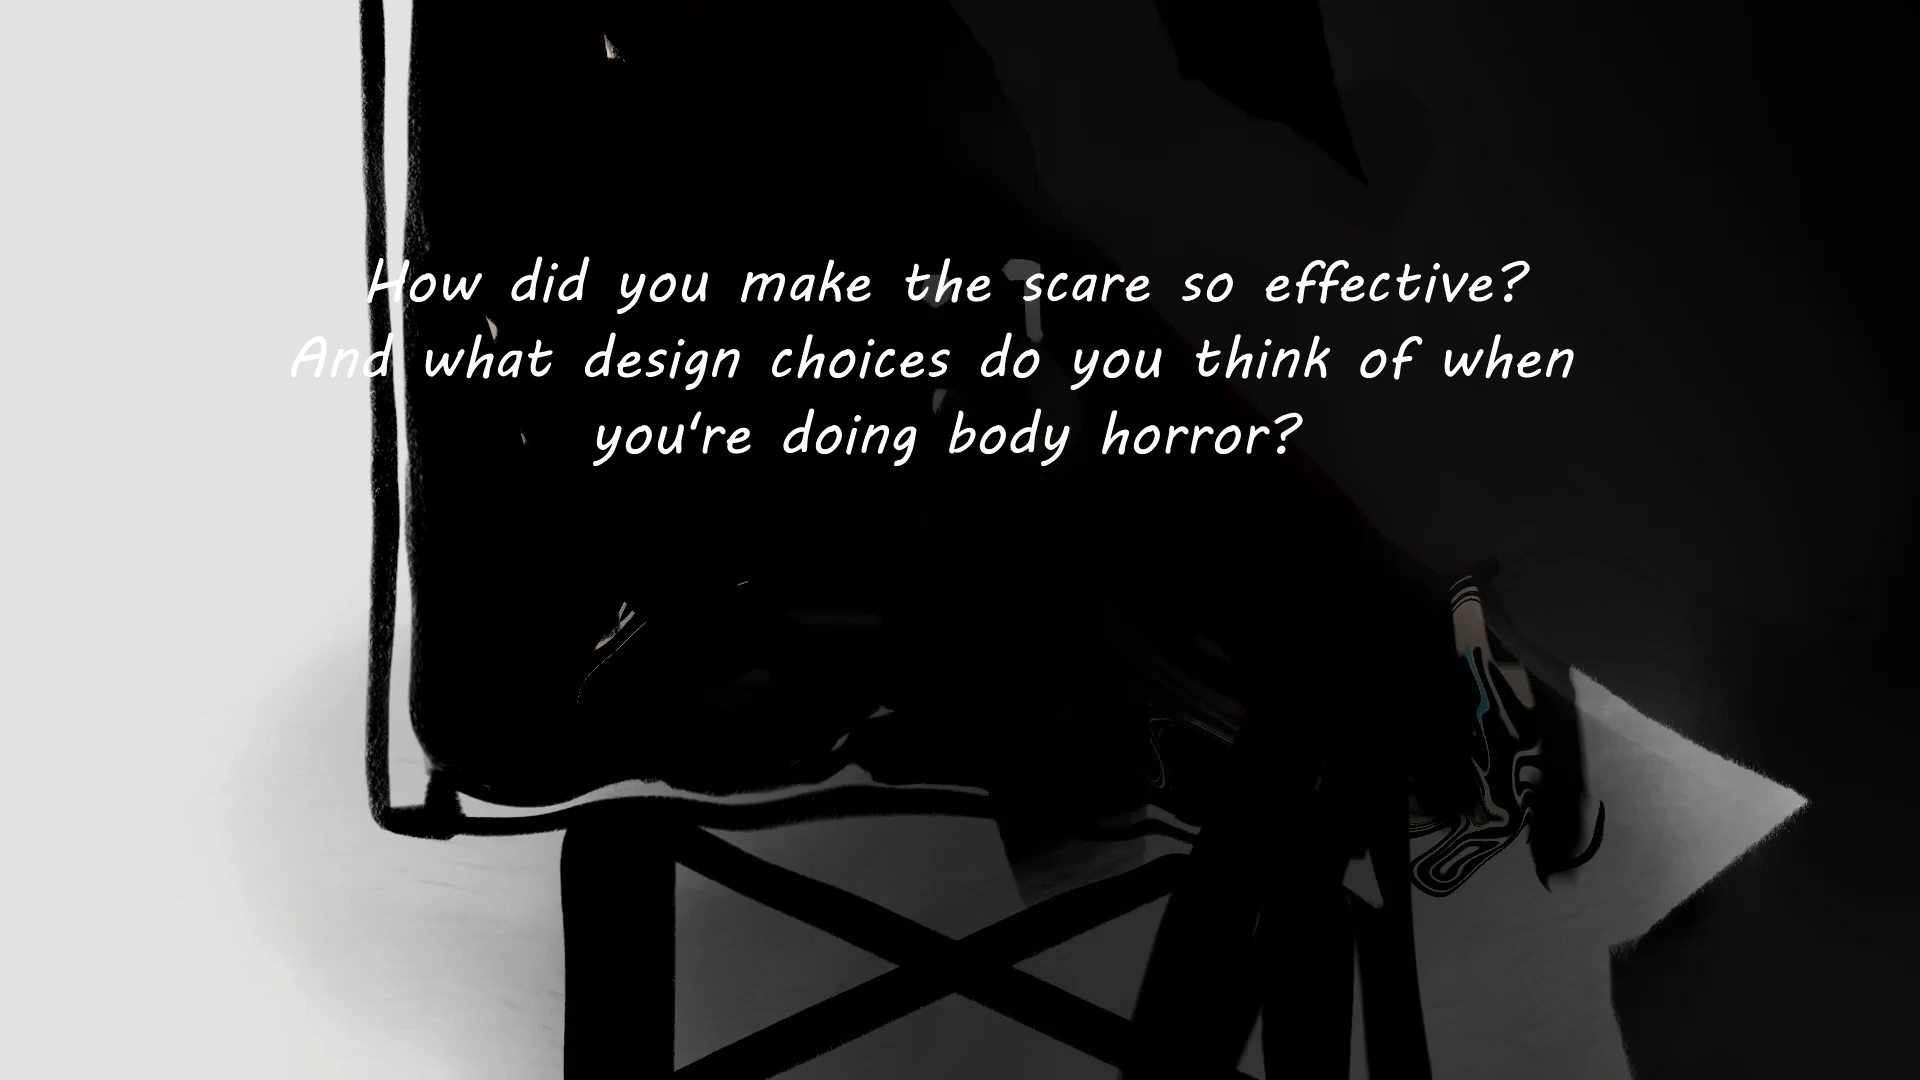 How did you make the scare so effective?
And what design choices do you think of when
you're doing body horror?